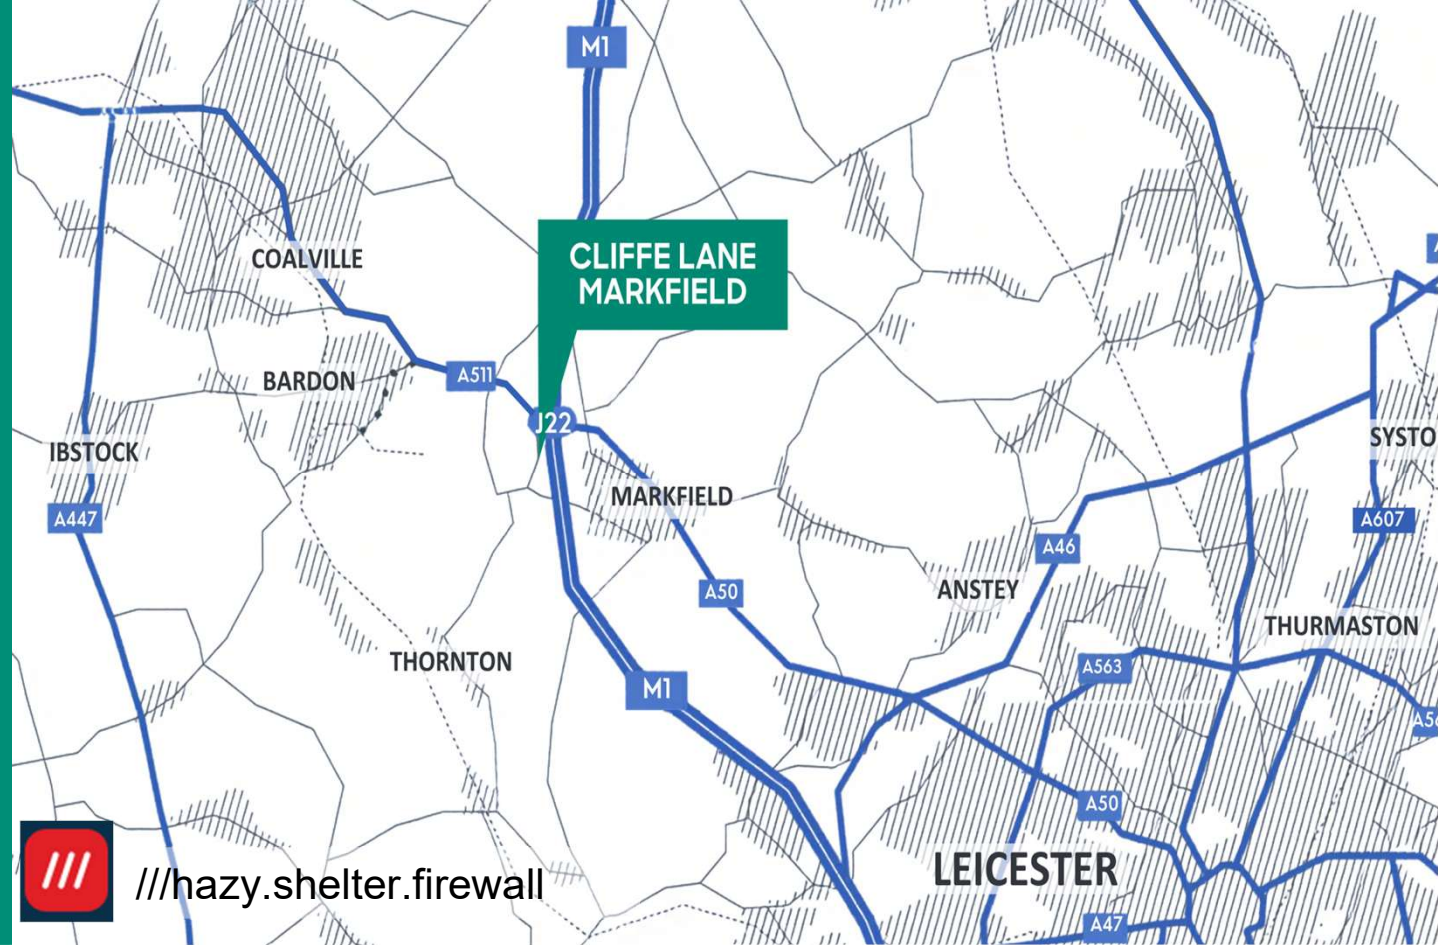 M1
CLIFFE LANE
MARKFIELD
COALVILLE
BARDON
A511
J22
IBSTOCK
SYSTO
MARKFIELD
A447
A607
A46
A50
ANSTEY
THURMASTON
THORNTON
A563
M1
A56
A50
LEICESTER
///hazy.shelter.firewall
A47